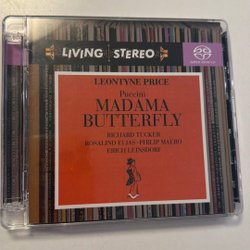 LIVING STEREO
LEONTYNE PRICE
Puccini
MADAMA
BUTTERFLY
RICHARD TUCKER
ROSALIND ELIAS · PHILIP MAERO
ERICH LEINSDORF